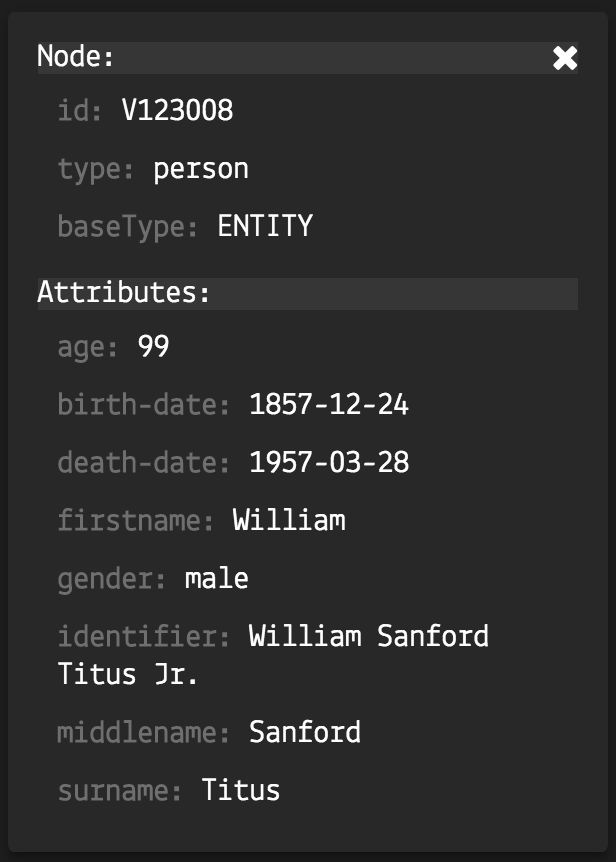 Node:
id: V123008
type: person
baseType: ENTITY
Attributes:
age: 99
birth-date: 1857-12-24
death-date: 1957-03-28
firstname: William
gender: male
identifier: William Sanford
Titus Jr.
middlename: Sanford
surname: Titus